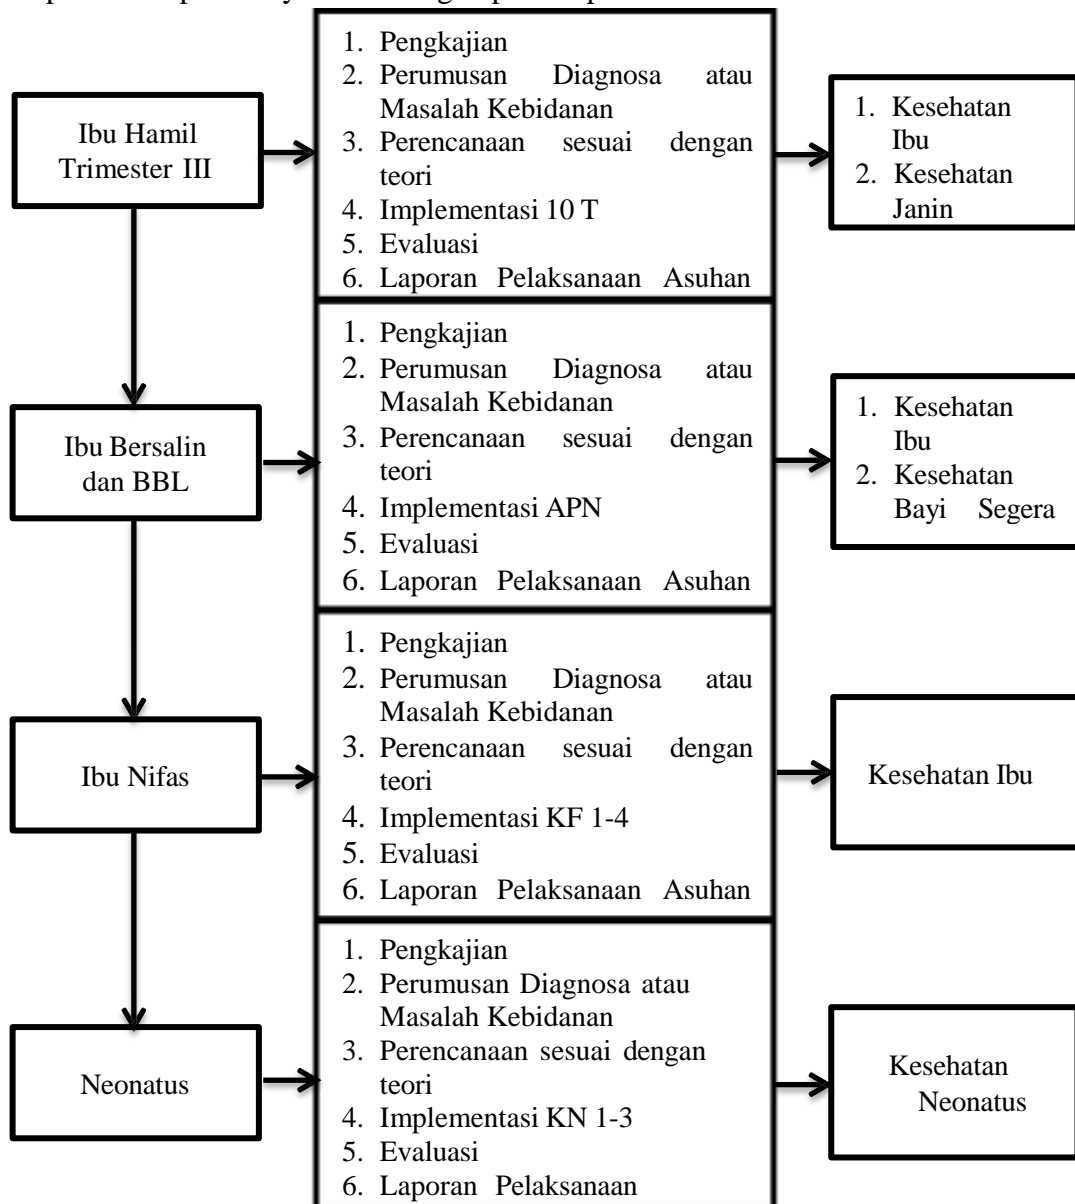 Ibu Hamil
Trimester III
1. Pengkajian
2. Perumusan Diagnosa atau
Masalah Kebidanan
3. Perencanaan sesuai dengan
teori
4. Implementasi 10 T
5. Evaluasi
6. Laporan Pelaksanaan Asuhan
1. Kesehatan
Ibu
2. Kesehatan
Janin
Ibu Bersalin
dan BBL
1. Pengkajian
2. Perumusan Diagnosa atau
Masalah Kebidanan
3. Perencanaan sesuai dengan
teori
4. Implementasi APN
5. Evaluasi
6. Laporan Pelaksanaan Asuhan
1. Kesehatan
Ibu
2. Kesehatan
Bayi Segera
Ibu Nifas
1. Pengkajian
2. Perumusan Diagnosa atau
Masalah Kebidanan
3. Perencanaan sesuai dengan
teori
4. Implementasi KF 1-4
5. Evaluasi
6. Laporan Pelaksanaan Asuhan
Kesehatan Ibu
Neonatus
1. Pengkajian
2. Perumusan Diagnosa atau
Masalah Kebidanan
3. Perencanaan sesuai dengan
teori
4. Implementasi KN 1-3
5. Evaluasi
6. Laporan Pelaksanaan
Kesehatan
Neonatus